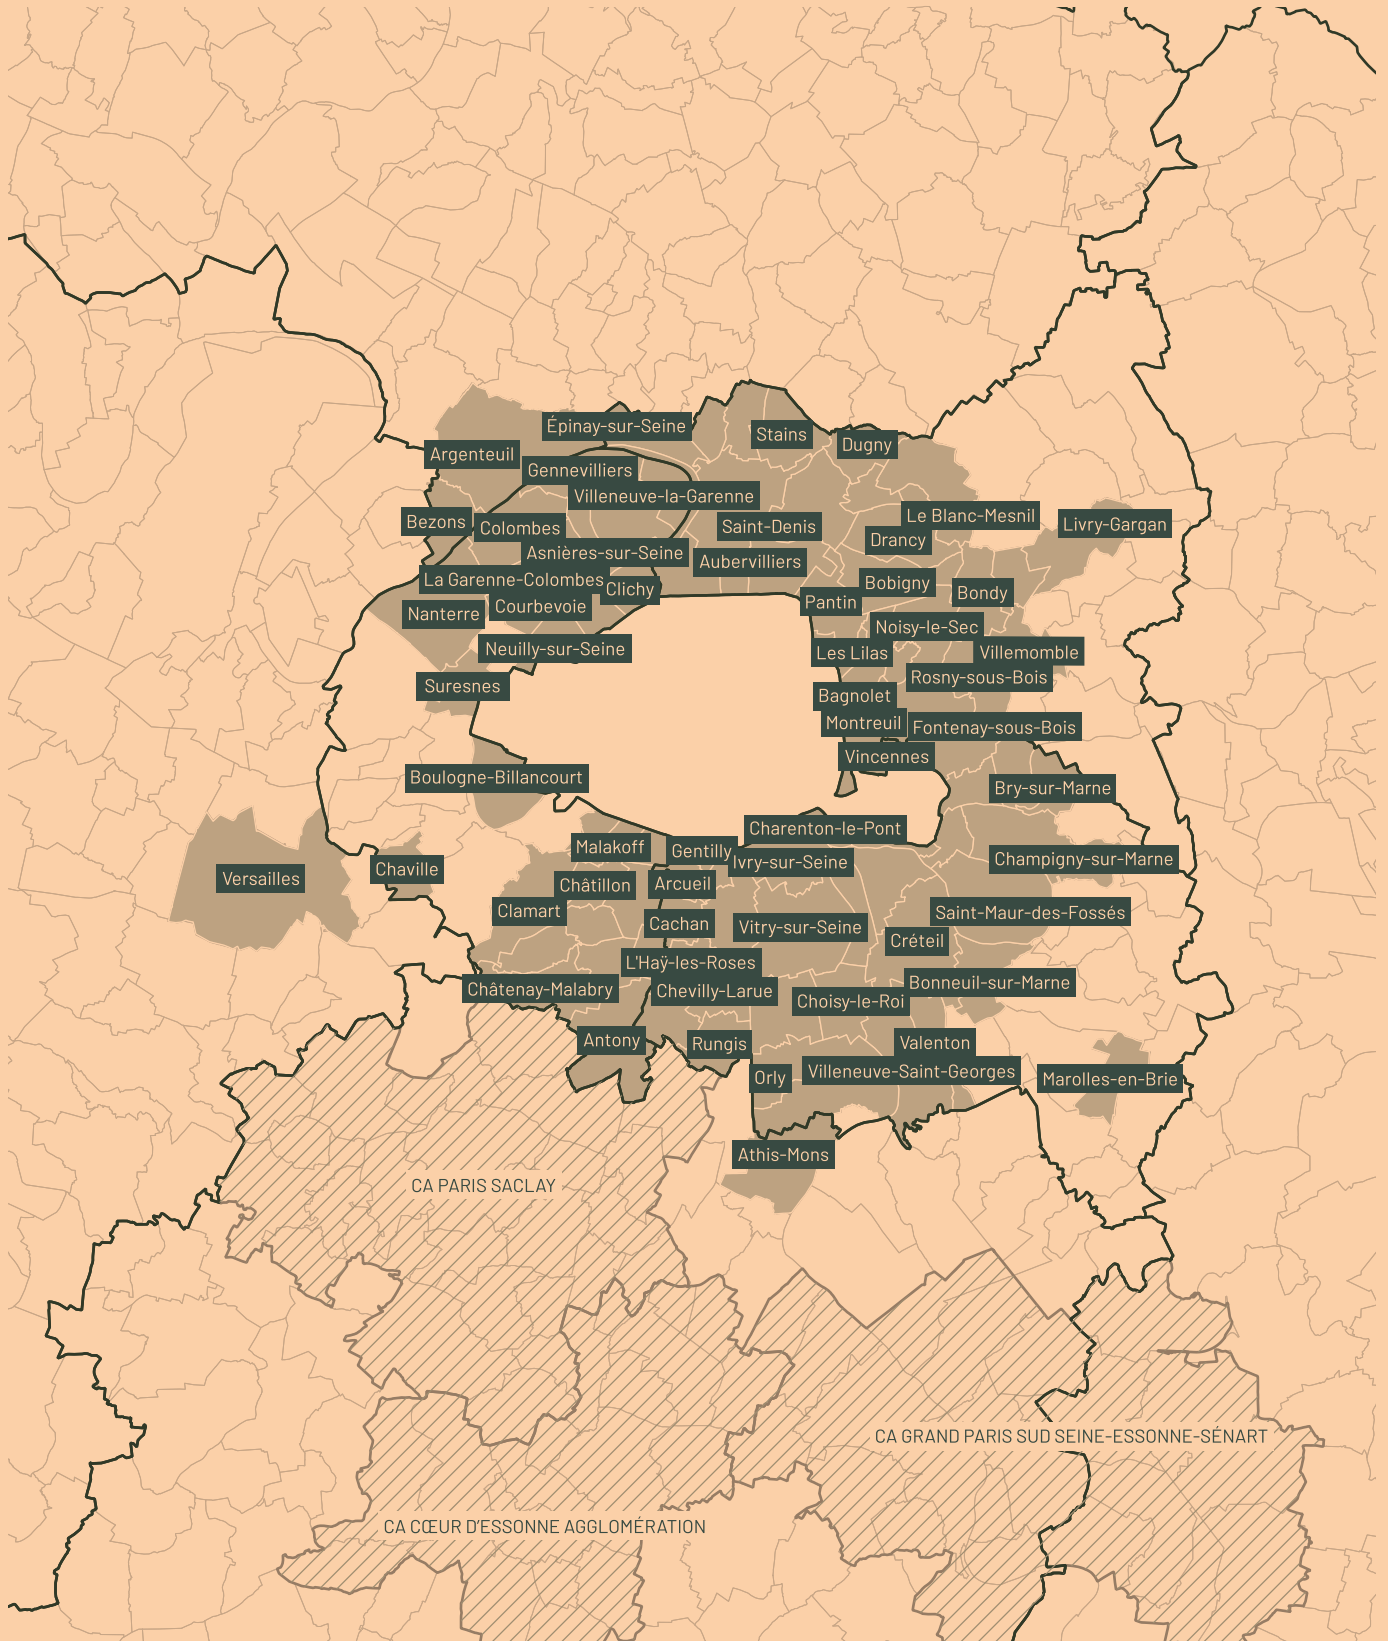 Épinay-sur-Seine
Stains
Dugny
Argenteuil
Gennevilliers
Villeneuve-la-Garenne
Le Blanc-Mesnil
Livry-Gargan
Bezons
Colombes
Saint-Denis
Drancy
Asnières-sur-Seine
Aubervilliers
La Garenne-Colombes
Clichy
Bobigny
Bondy
Nanterre
Courbevoie
Pantin
Noisy-le-Sec
Neuilly-sur-Seine
Les Lilas
Villemomble
Suresnes
Rosny-sous-Bois
Bagnolet
Montreuil
Fontenay-sous-Bois
Vincennes
Boulogne-Billancourt
Bry-sur-Marne
Charenton-le-Pont
Malakoff
Gentilly
Ivry-sur-Seine
Champigny-sur-Marne
Chaville
Versailles
Châtillon
Arcueil
Clamart
Saint-Maur-des-Fossés
Cachan
Vitry-sur-Seine
Créteil
L'Haÿ-les-Roses
Châtenay-Malabry
Chevilly-Larue
Bonneuil-sur-Marne
Choisy-le-Roi
Antony
Rungis
Valenton
Orly
Villeneuve-Saint-Georges
Marolles-en-Brie
Athis-Mons
CA PARIS SACLAY
CA GRAND PARIS SUD SEINE-ESSONNE-SÉNART
CA CŒUR D'ESSONNE AGGLOMÉRATION